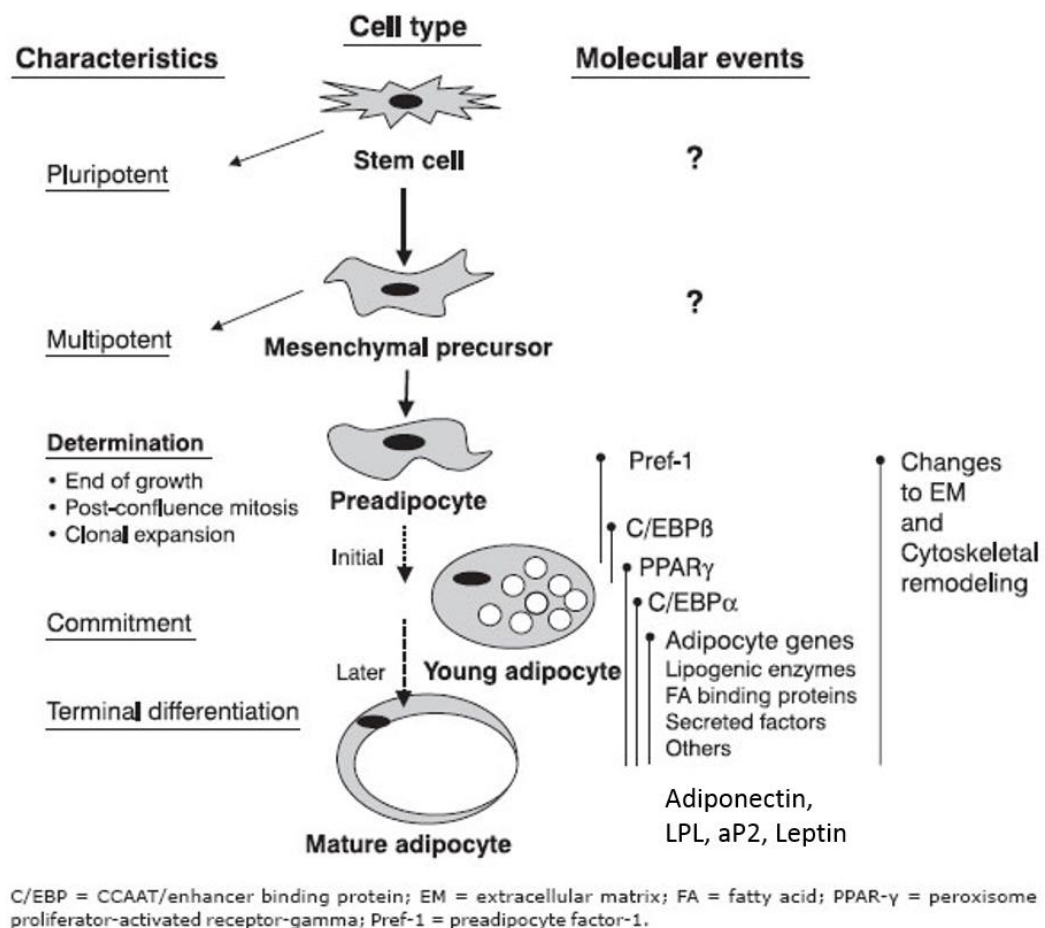 Cell type
Characteristics
Molecular events
Stem cell
?
Pluripotent
?
Multipotent
Mesenchymal precursor
Determination
• End of growth
• Post-confluence mitosis
• Clonal expansion
Preadipocyte
Initial
Pref-1
C/EBPß
PPARγ
C/EBPα
Adipocyte genes
Lipogenic enzymes
FA binding proteins
Secreted factors
Others
Changes
to EM
and
Cytoskeletal
remodeling
Commitment
Young adipocyte
Later
Terminal differentiation
Mature adipocyte
Adiponectin,
LPL, aP2, Leptin
C/EBP = CCAAT/enhancer binding protein; EM = extracellular matrix; FA = fatty acid; PPAR-γ = peroxisome
proliferator-activated receptor-gamma; Pref-1 = preadipocyte factor-1.